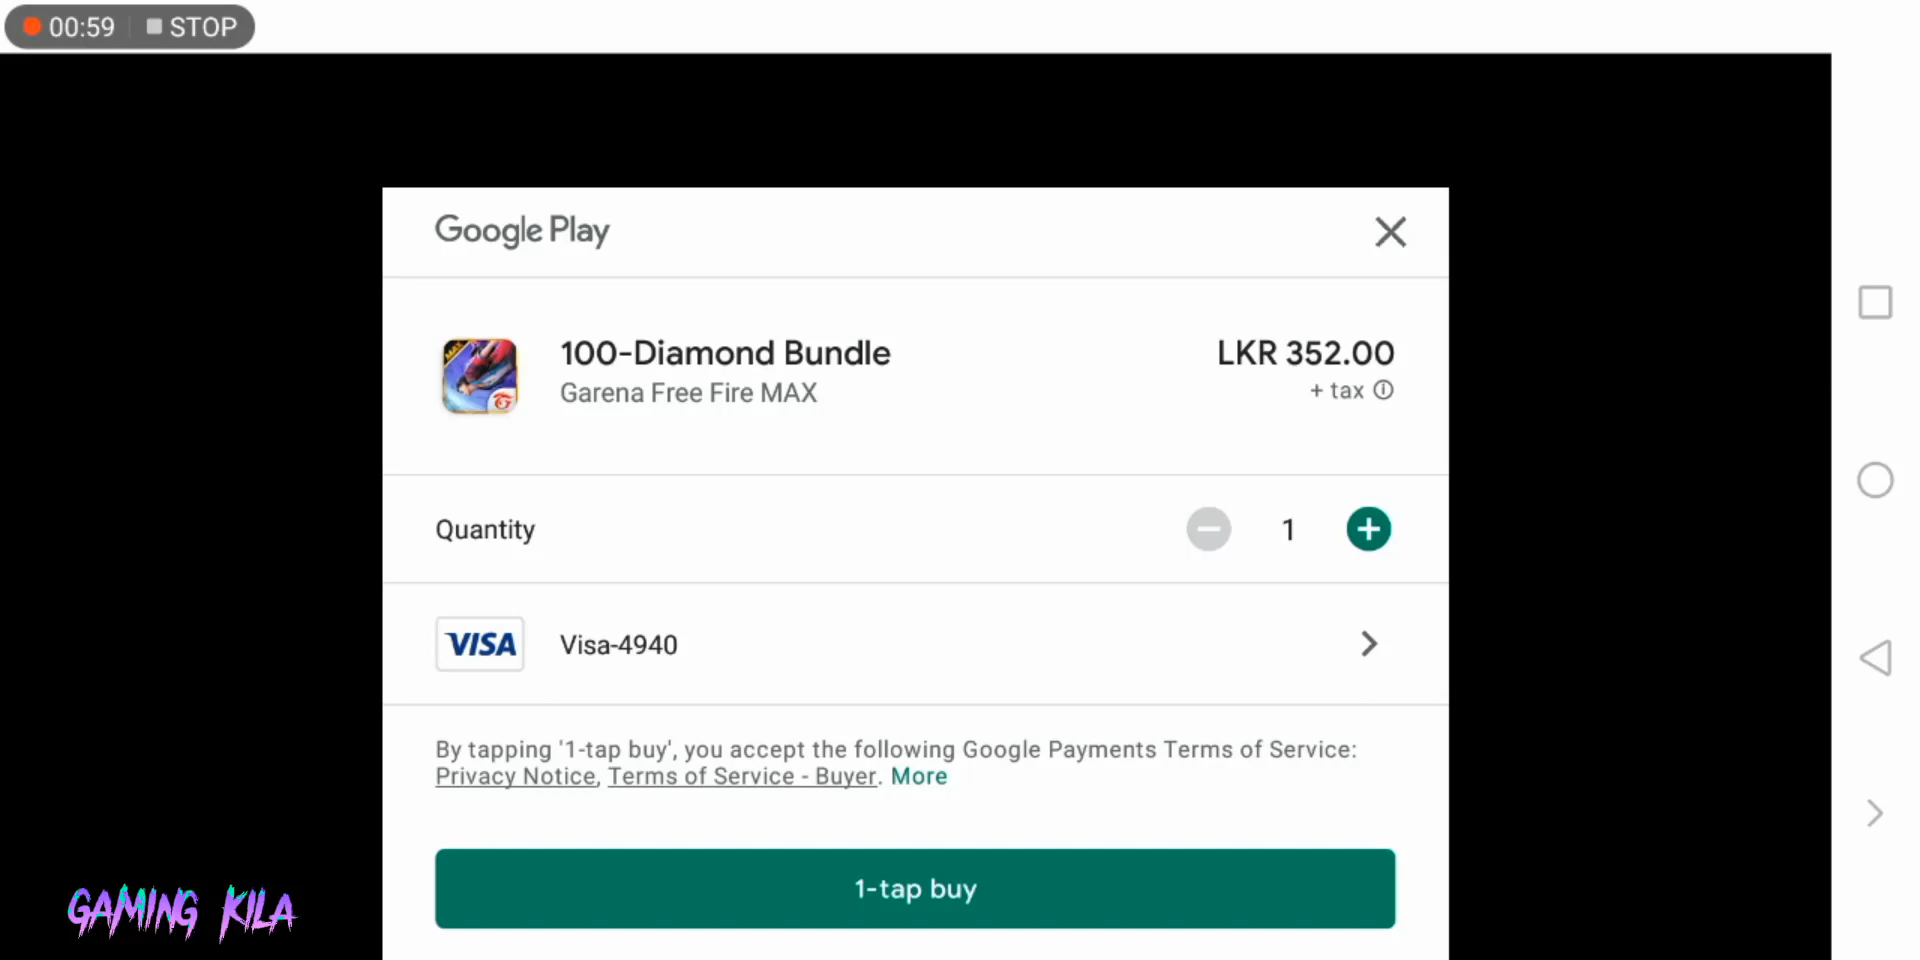 00:59 STOP
Google Play
100-Diamond Bundle LKR 352.00
Garena Free Fire MAX + tax
Quantity 1
VISA Visa-4940
By tapping '1-tap buy', you accept the following Google Payments Terms of Service:
Privacy Notice, Terms of Service - Buyer. More
1-tap buy
GAMING KILA
MAX